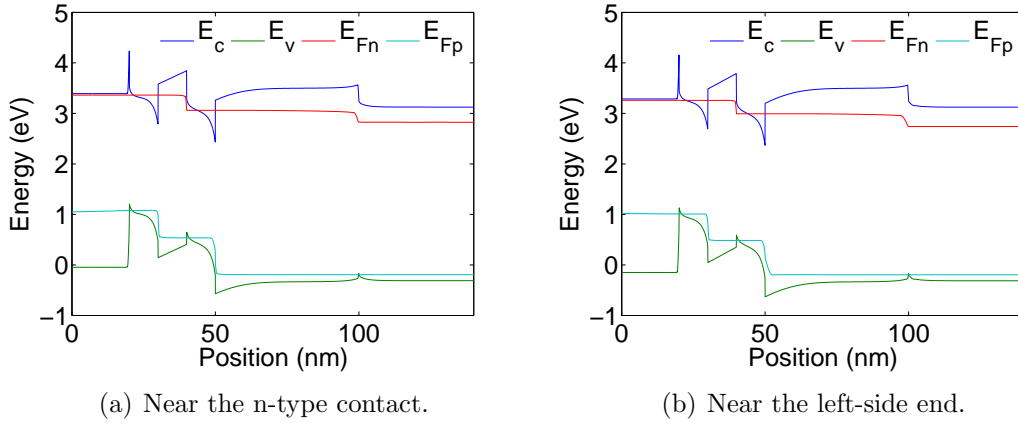 5
4
3
2
1
0
−1
0
50
100
Energy (eV)
Position (nm)
E_c E_v E_Fn E_Fp
(a) Near the n-type contact.
5
4
3
2
1
0
−1
0
50
100
Energy (eV)
Position (nm)
E_c E_v E_Fn E_Fp
(b) Near the left-side end.